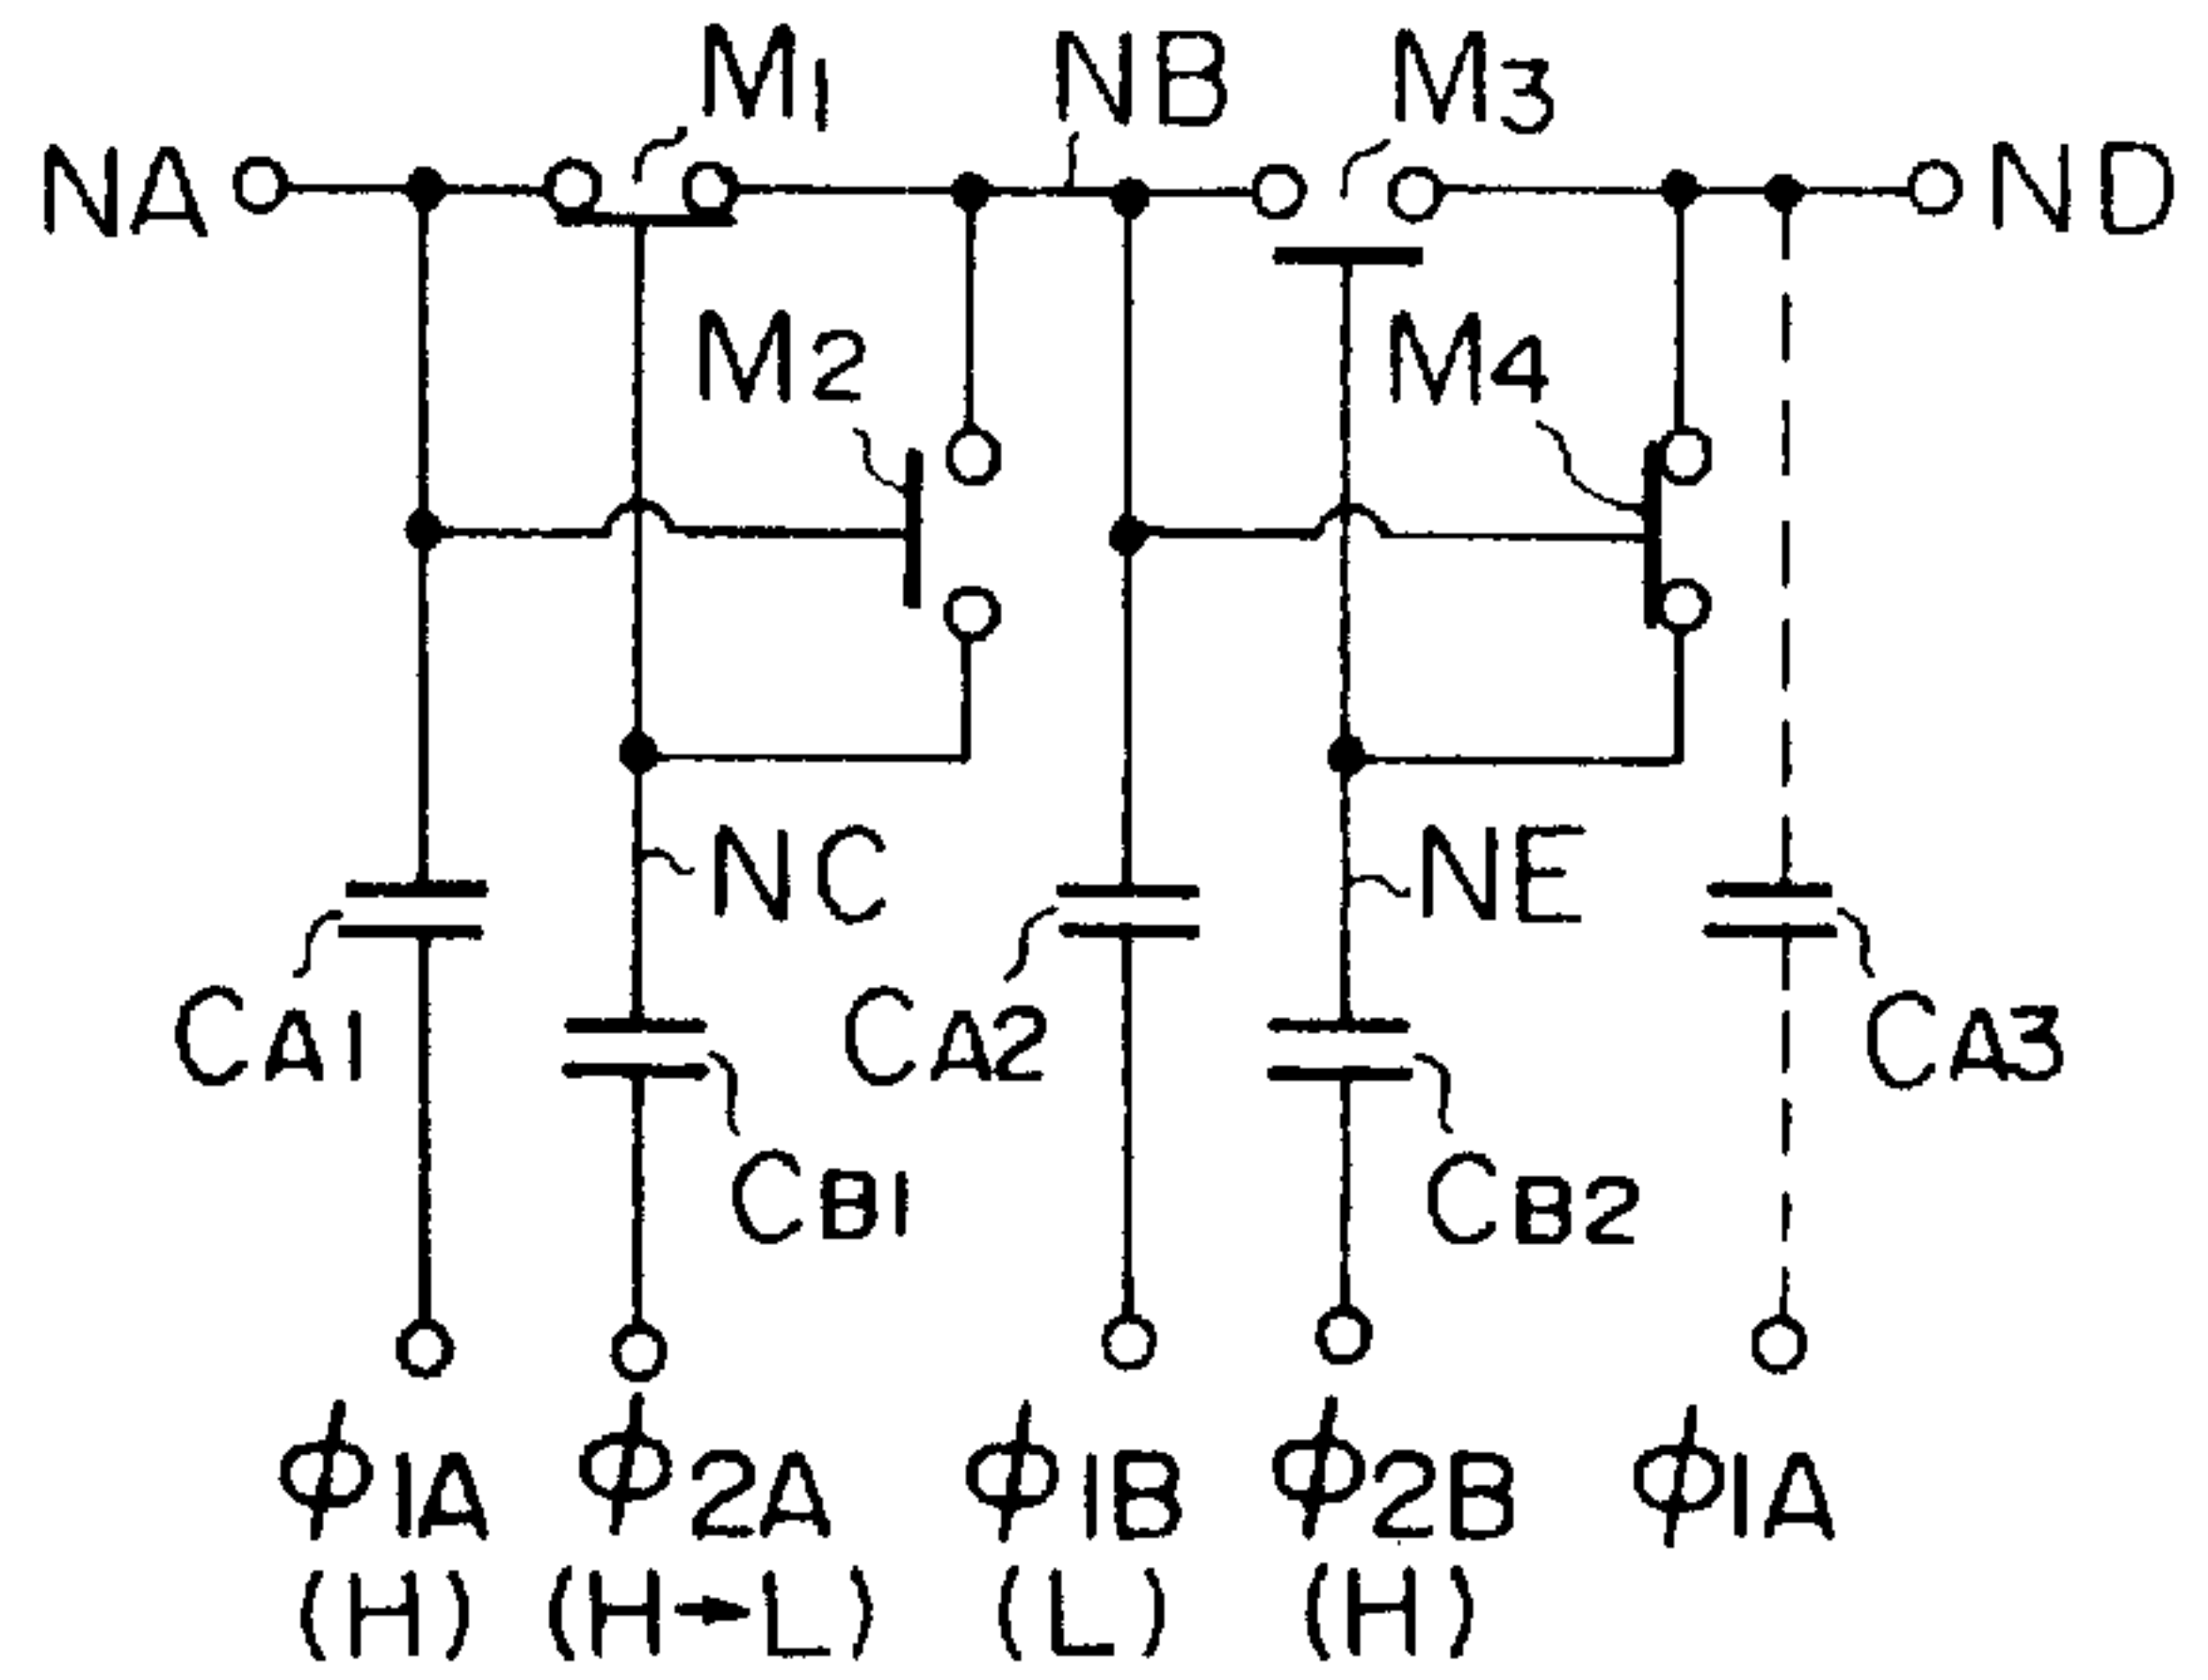 M1
NB
M3
NA
ND
M2
M4
NC
NE
CA1
CA2
CA3
CB1
CB2
φ1A
φ2A
φ1B
φ2B
φ1A
(H)
(H→L)
(L)
(H)